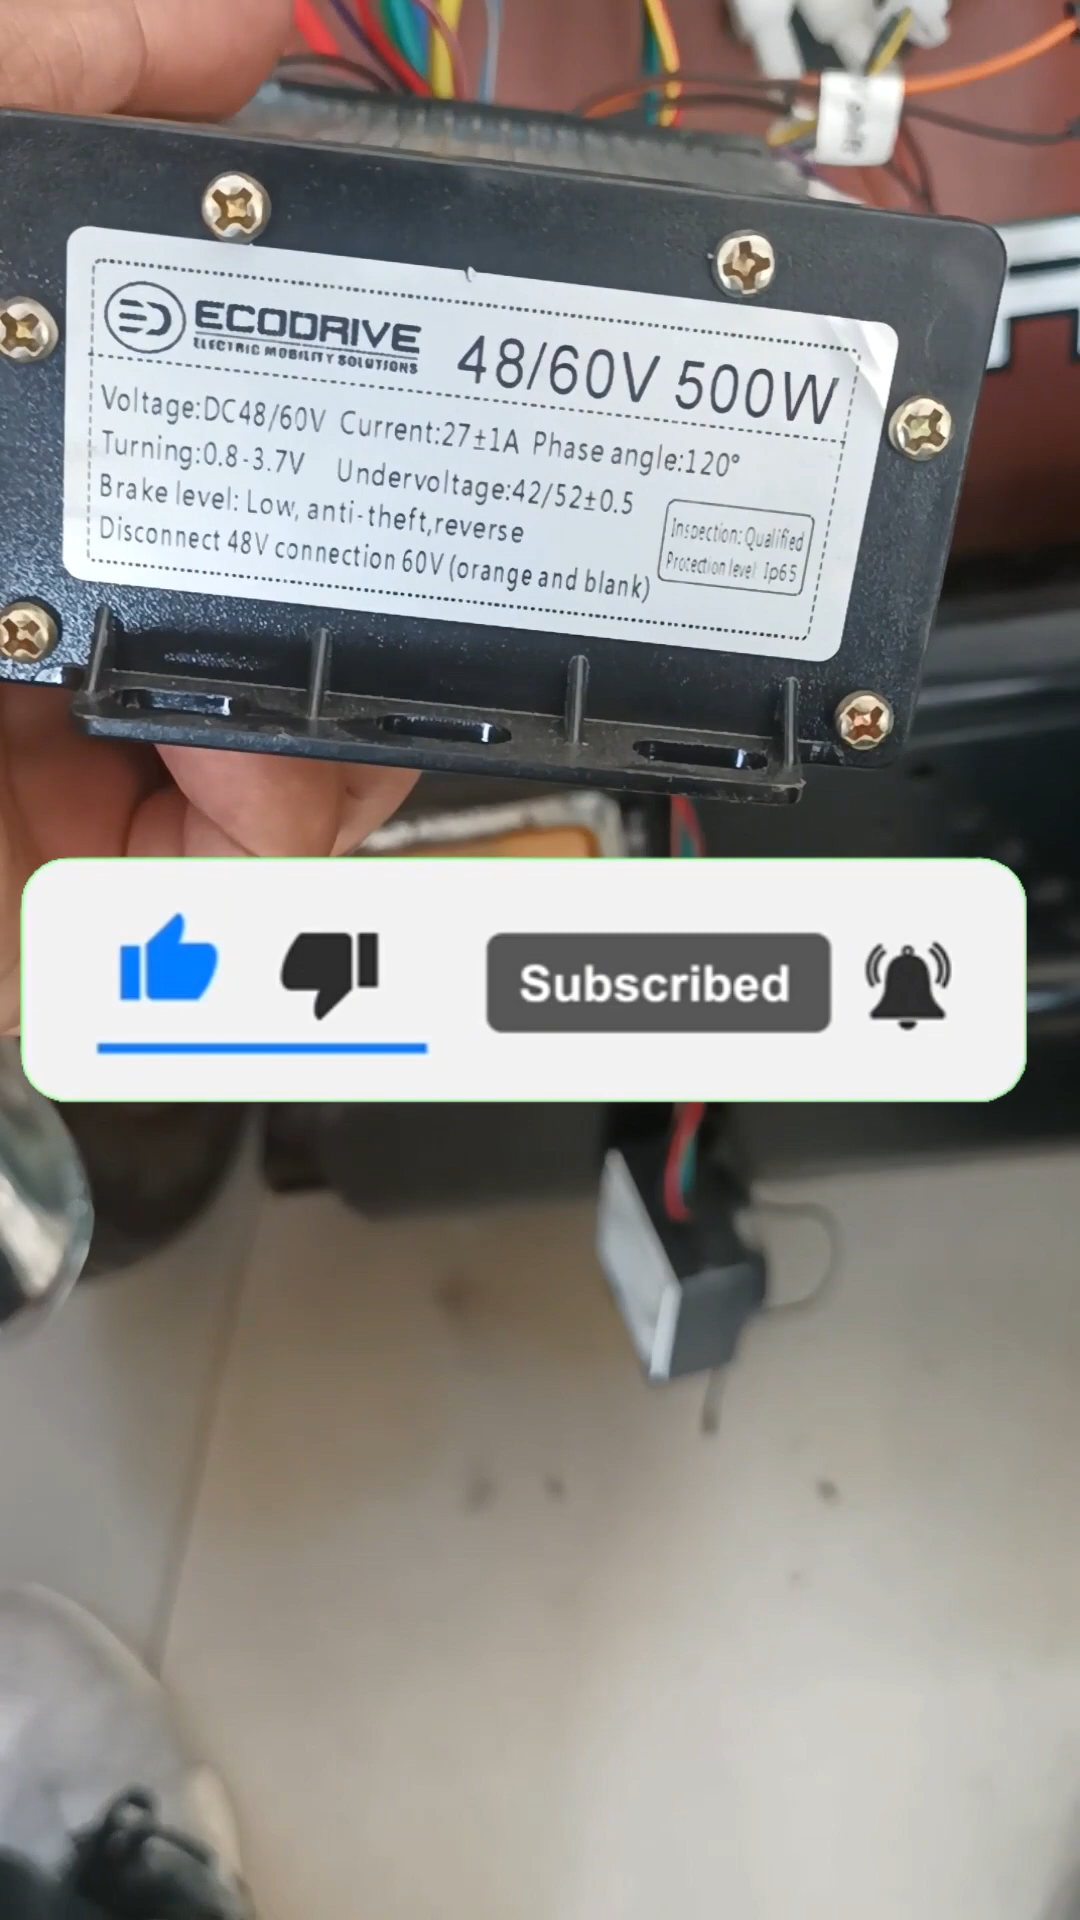 ECODRIVE
ELECTRIC MOBILITY SOLUTIONS
48/60V 500W
Voltage:DC48/60V Current:27±1A Phase angle:120°
Turning:0.8-3.7V Undervoltage:42/52±0.5
Brake level: Low, anti-theft,reverse
Disconnect 48V connection 60V (orange and blank)
Inspection: Qualified
Protection level Ip65
Subscribed